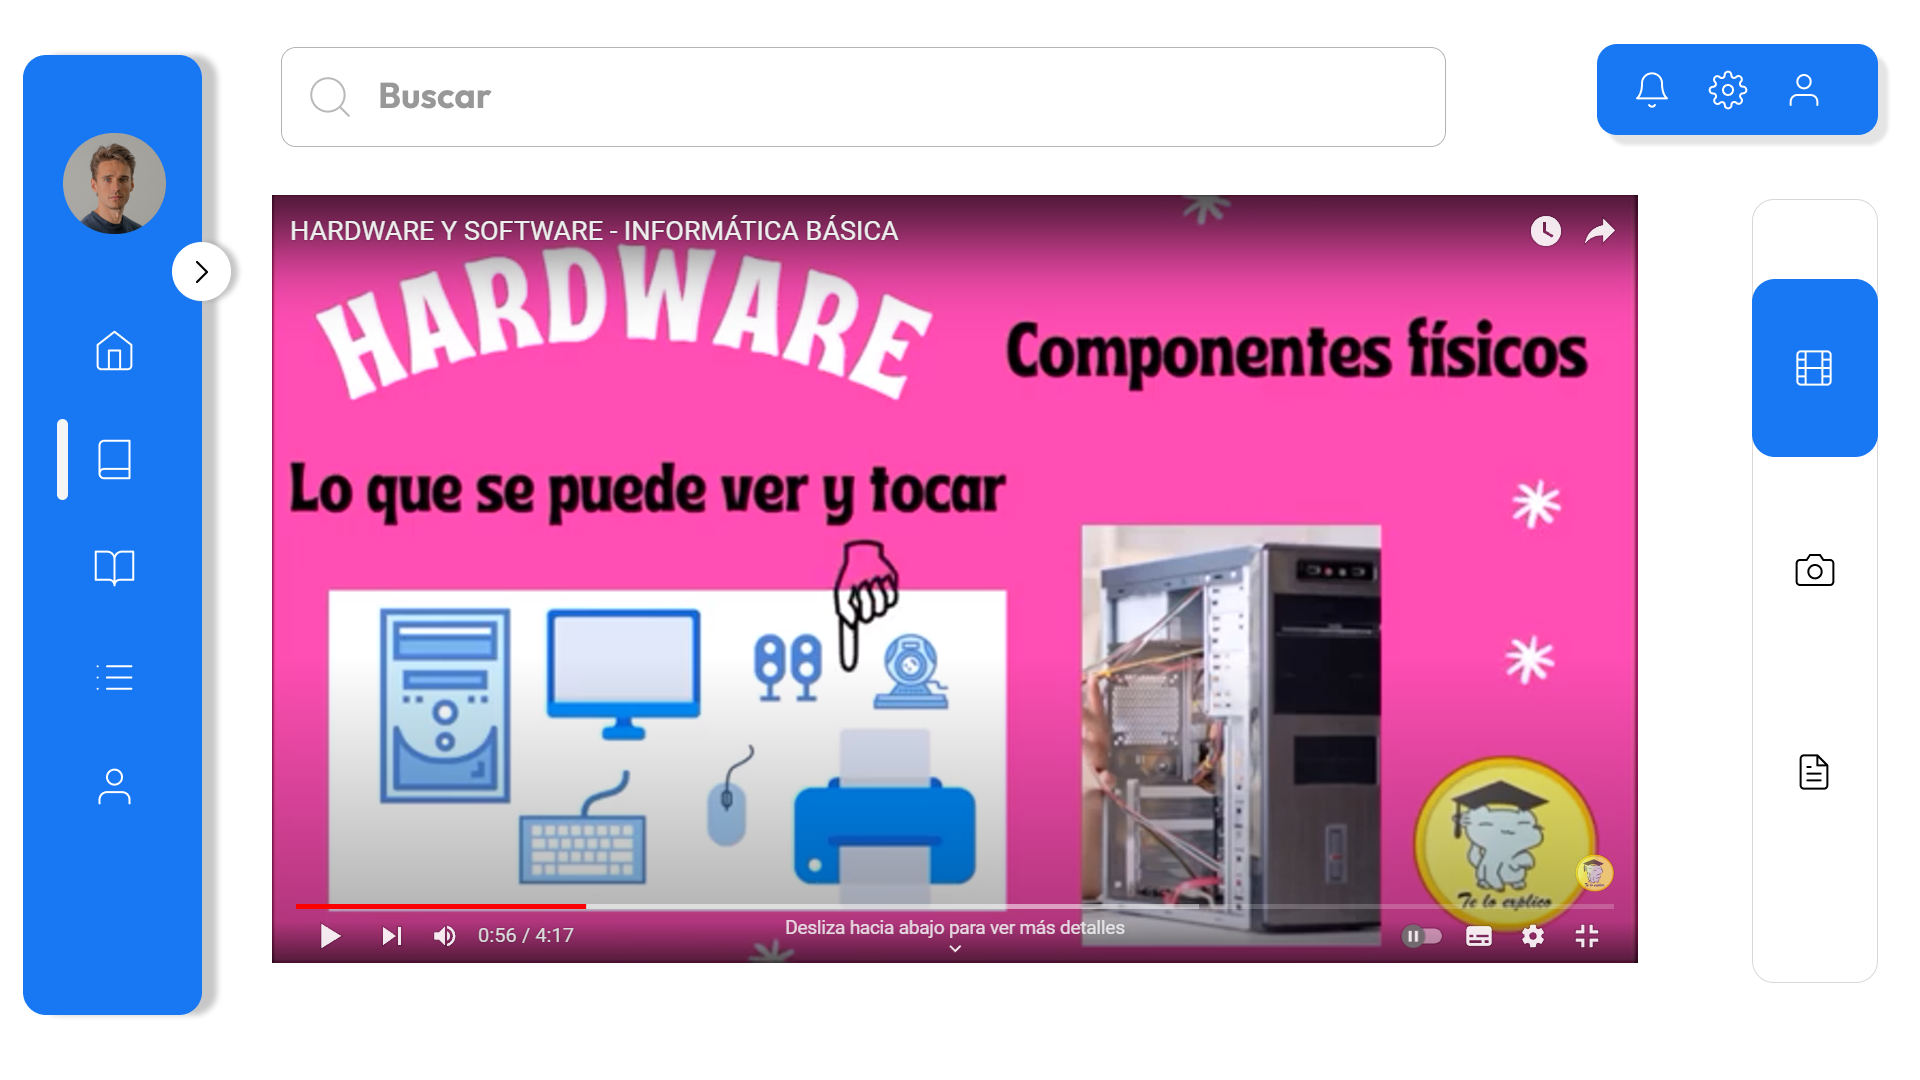 Buscar
HARDWARE Y SOFTWARE - INFORMÁTICA BÁSICA
HARDWARE
Componentes físicos
Lo que se puede ver y tocar
Te lo explico
Desliza hacia abajo para ver más detalles
0:56 / 4:17